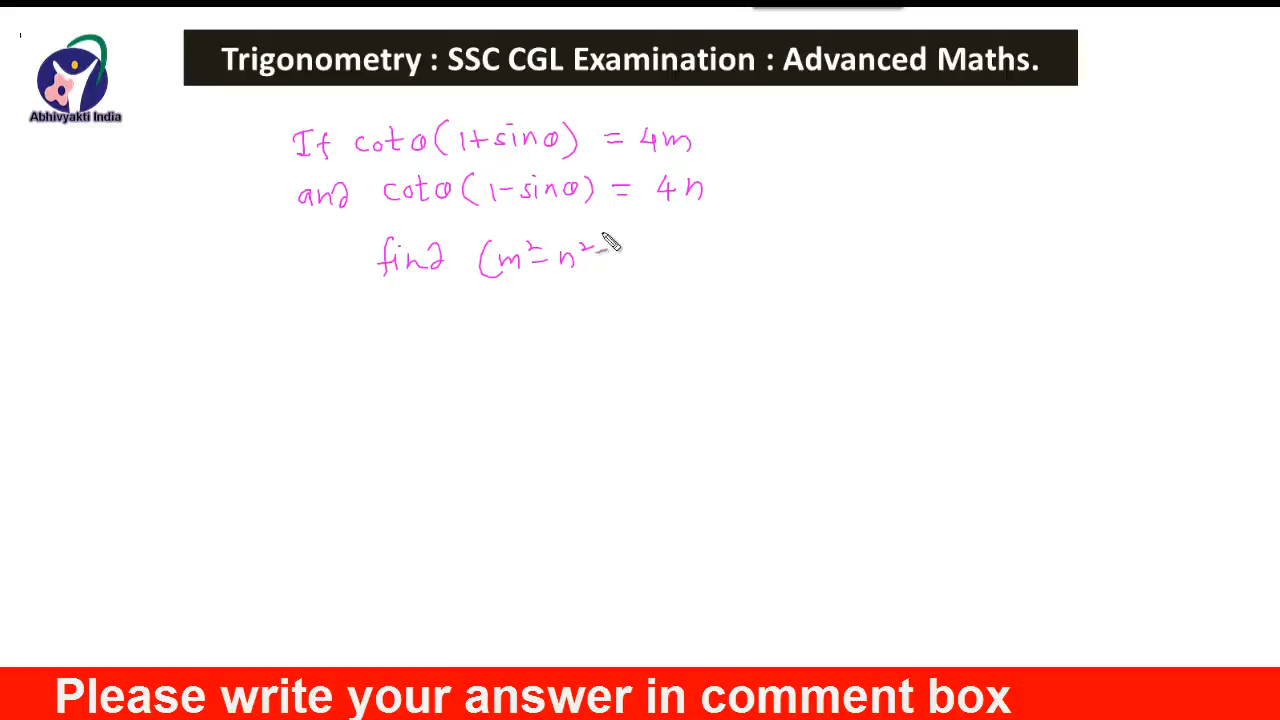 Trigonometry : SSC CGL Examination : Advanced Maths.
Abhivyakti India
If cotθ(1+sinθ) = 4m
and cotθ(1-sinθ) = 4n
find (m²-n²
Please write your answer in comment box